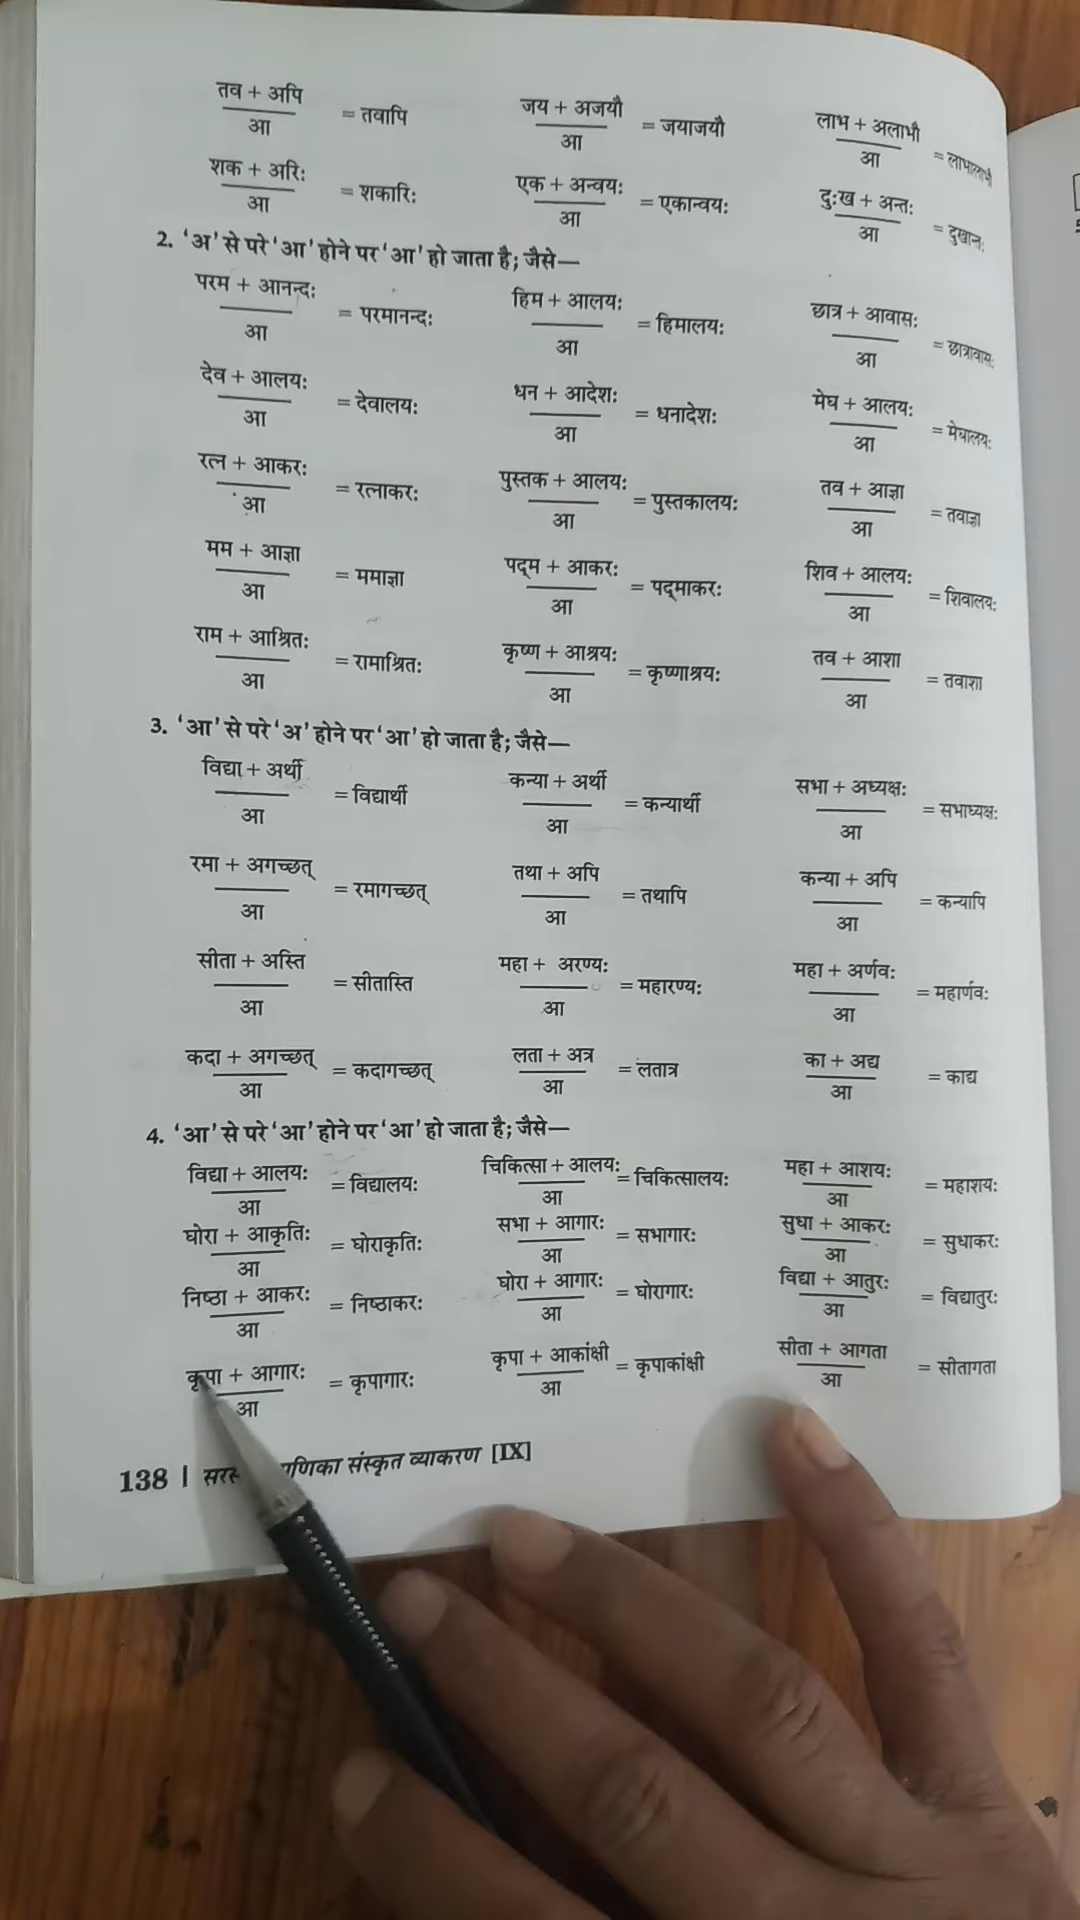 तव + अपि = तवापि जय + अजयौ = जयाजयौ लाभ + अलाभौ = लाभालाभौ
आ आ आ
शक + अरिः = शकारिः एक + अन्वयः = एकान्वयः दुःख + अन्तः = दुखान्तः
आ आ आ
2. ‘अ’ से परे ‘आ’ होने पर ‘आ’ हो जाता है; जैसे—
परम + आनन्दः = परमानन्दः हिम + आलयः = हिमालयः छात्र + आवासः = छात्रावासः
आ आ आ
देव + आलयः = देवालयः धन + आदेशः = धनादेशः मेघ + आलयः = मेघालयः
आ आ आ
रत्न + आकरः = रत्नाकरः पुस्तक + आलयः = पुस्तकालयः तव + आज्ञा = तवाज्ञा
आ आ आ
मम + आज्ञा = ममाज्ञा पद्म + आकरः = पद्माकरः शिव + आलयः = शिवालयः
आ आ आ
राम + आश्रितः = रामाश्रितः कृष्ण + आश्रयः = कृष्णाश्रयः तव + आशा = तवाशा
आ आ आ
3. ‘आ’ से परे ‘अ’ होने पर ‘आ’ हो जाता है; जैसे—
विद्या + अर्थी = विद्यार्थी कन्या + अर्थी = कन्यार्थी सभा + अध्यक्षः = सभाध्यक्षः
आ आ आ
रमा + अगच्छत् = रमागच्छत् तथा + अपि = तथापि कन्या + अपि = कन्यापि
आ आ आ
सीता + अस्ति = सीतास्ति महा + अरण्यः = महारण्यः महा + अर्णवः = महार्णवः
आ आ आ
कदा + अगच्छत् = कदागच्छत् लता + अत्र = लतात्र का + अद्य = काद्य
आ आ आ
4. ‘आ’ से परे ‘आ’ होने पर ‘आ’ हो जाता है; जैसे—
विद्या + आलयः = विद्यालयः चिकित्सा + आलयः = चिकित्सालयः महा + आशयः = महाशयः
आ आ आ
घोरा + आकृतिः = घोराकृतिः सभा + आगारः = सभागारः सुधा + आकरः = सुधाकरः
आ आ आ
निष्ठा + आकरः = निष्ठाकरः घोरा + आगारः = घोरागारः विद्या + आतुरः = विद्यातुरः
आ आ आ
कृपा + आगारः = कृपागारः कृपा + आकांक्षी = कृपाकांक्षी सीता + आगता = सीतागता
आ आ आ
138 | संस्कृत व्याकरण [IX]